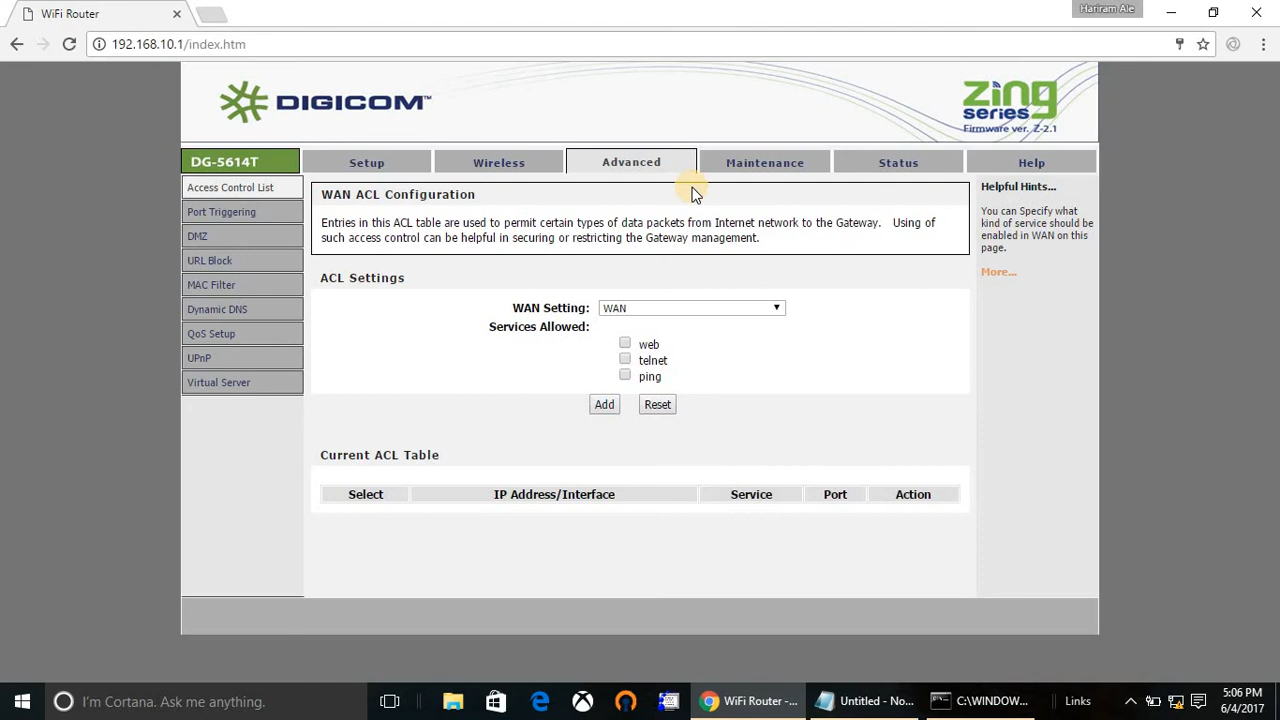 WiFi Router
Hariram Ale
192.168.10.1/index.htm
DIGICOM™
zing
series
Firmware ver. Z-2.1
DG-5614T
Setup
Wireless
Advanced
Maintenance
Status
Help
Access Control List
Port Triggering
DMZ
URL Block
MAC Filter
Dynamic DNS
QoS Setup
UPnP
Virtual Server
WAN ACL Configuration
Entries in this ACL table are used to permit certain types of data packets from Internet network to the Gateway. Using of
such access control can be helpful in securing or restricting the Gateway management.
ACL Settings
WAN Setting: WAN
Services Allowed:
web
telnet
ping
Add Reset
Current ACL Table
Select IP Address/Interface Service Port Action
Helpful Hints...
You can Specify what
kind of service should be
enabled in WAN on this
page.
More...
I'm Cortana. Ask me anything.
WiFi Router -...
Untitled - No...
C:\WINDOW...
Links
5:06 PM
6/4/2017